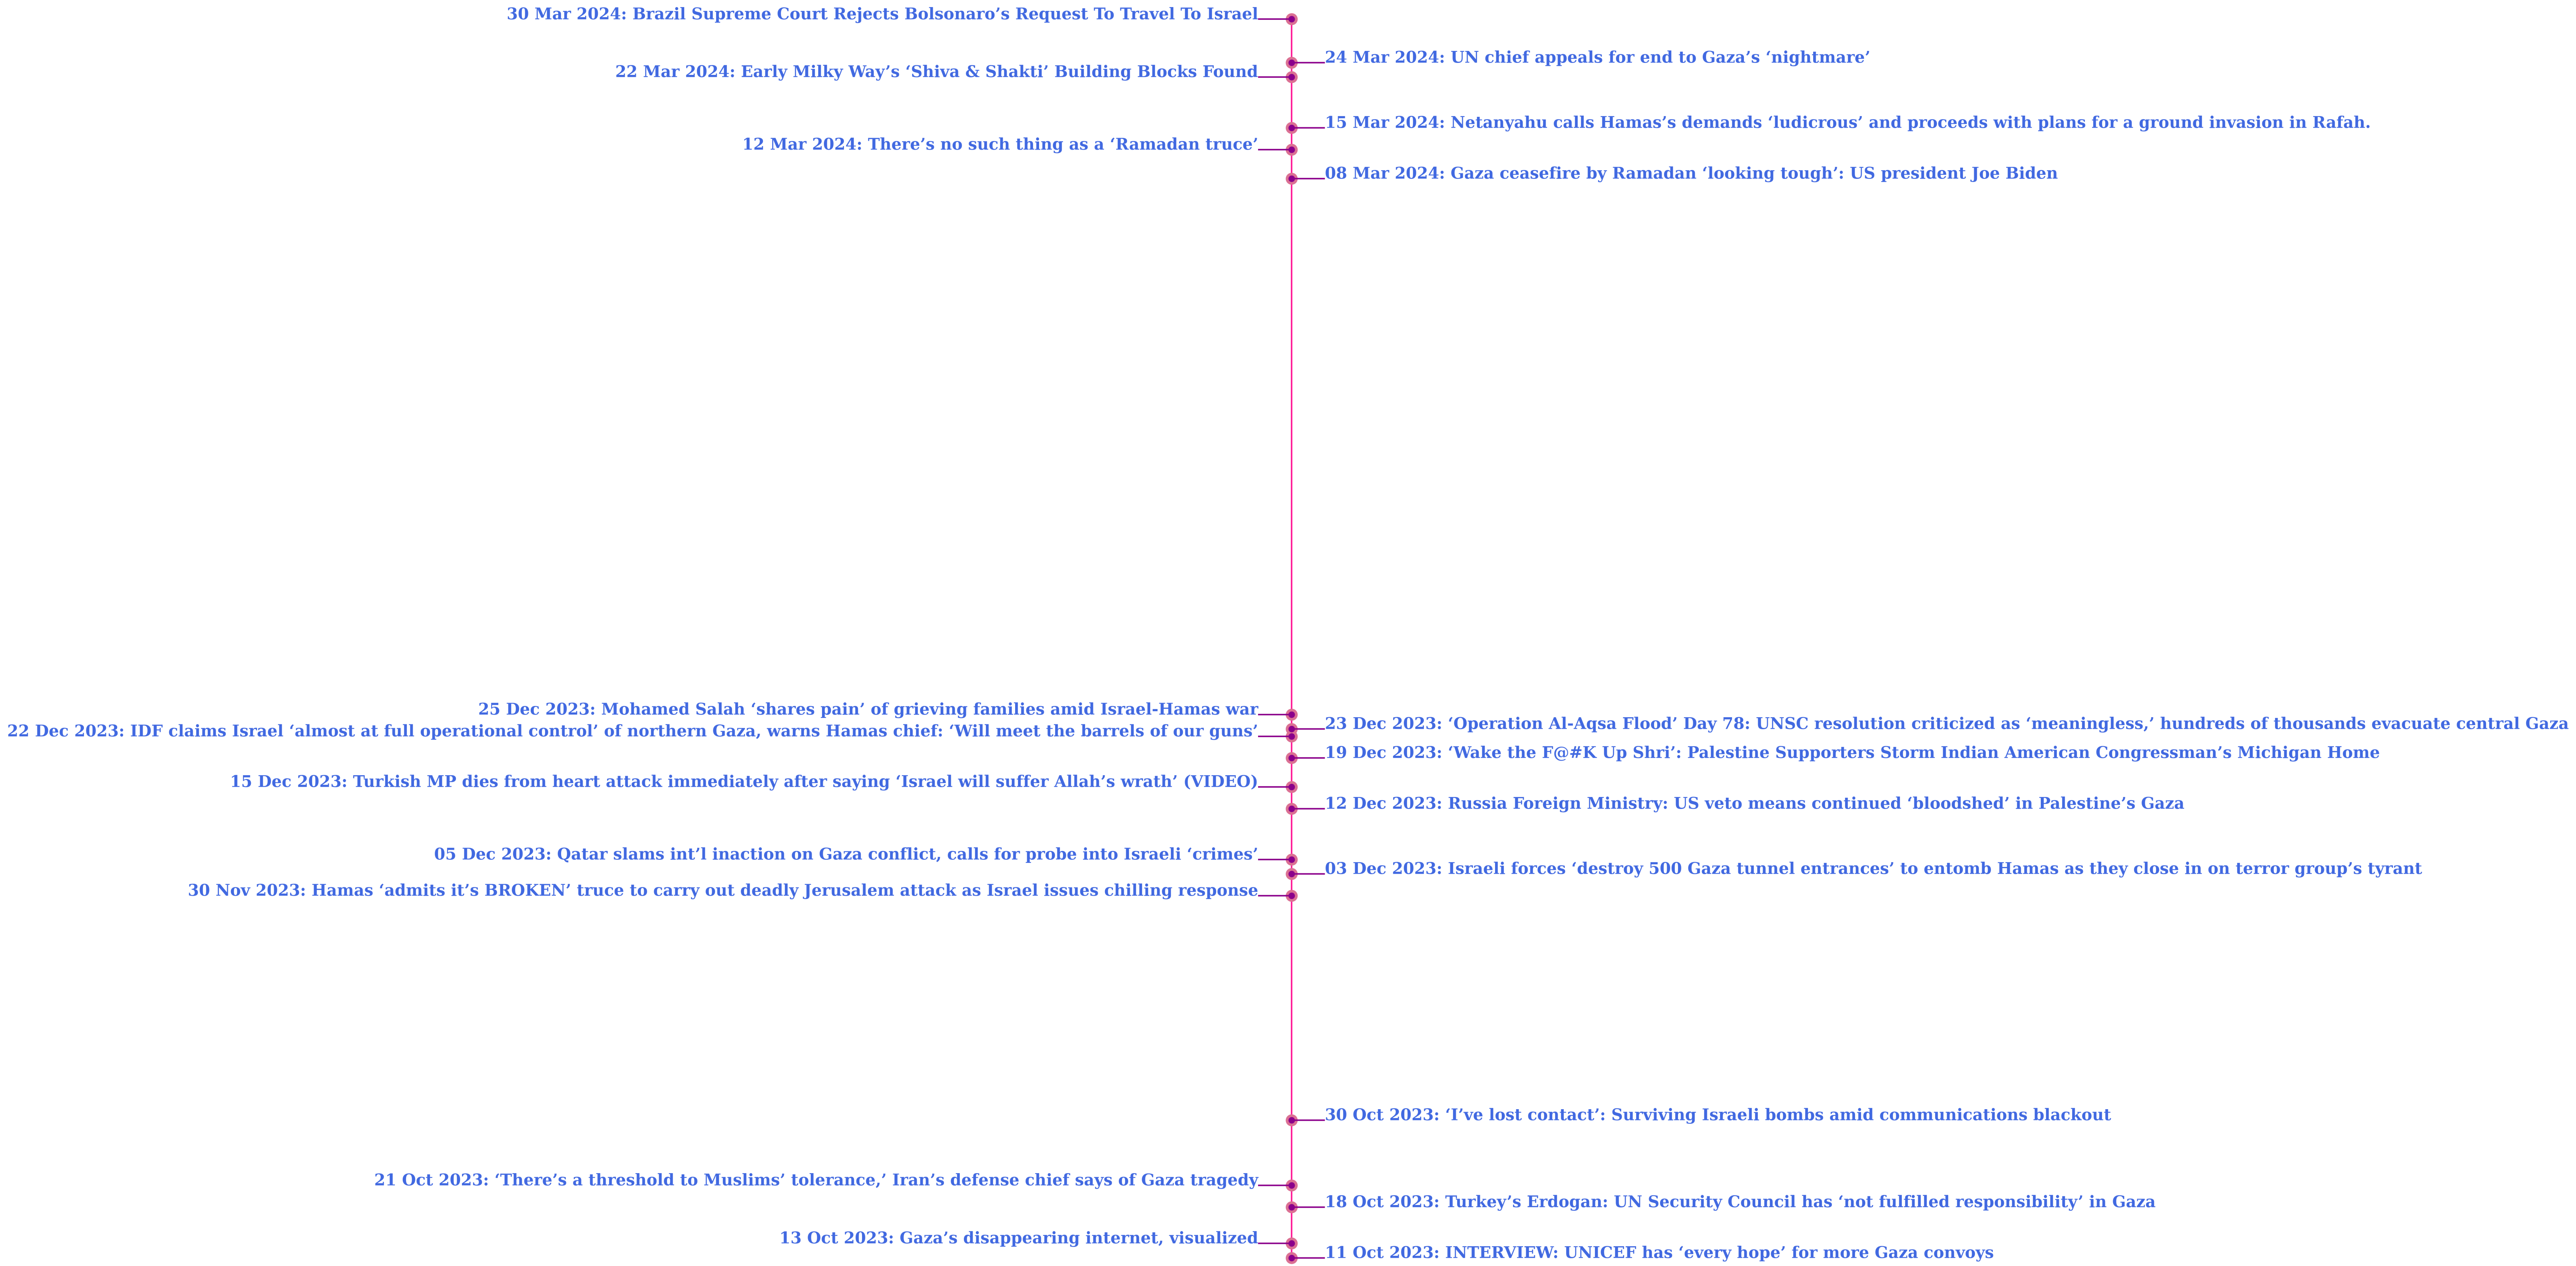 30 Mar 2024: Brazil Supreme Court Rejects Bolsonaro’s Request To Travel To Israel
24 Mar 2024: UN chief appeals for end to Gaza’s ‘nightmare’
22 Mar 2024: Early Milky Way’s ‘Shiva & Shakti’ Building Blocks Found
15 Mar 2024: Netanyahu calls Hamas’s demands ‘ludicrous’ and proceeds with plans for a ground invasion in Rafah.
12 Mar 2024: There’s no such thing as a ‘Ramadan truce’
08 Mar 2024: Gaza ceasefire by Ramadan ‘looking tough’: US president Joe Biden
25 Dec 2023: Mohamed Salah ‘shares pain’ of grieving families amid Israel-Hamas war
23 Dec 2023: ‘Operation Al-Aqsa Flood’ Day 78: UNSC resolution criticized as ‘meaningless,’ hundreds of thousands evacuate central Gaza
22 Dec 2023: IDF claims Israel ‘almost at full operational control’ of northern Gaza, warns Hamas chief: ‘Will meet the barrels of our guns’
19 Dec 2023: ‘Wake the F@#K Up Shri’: Palestine Supporters Storm Indian American Congressman’s Michigan Home
15 Dec 2023: Turkish MP dies from heart attack immediately after saying ‘Israel will suffer Allah’s wrath’ (VIDEO)
12 Dec 2023: Russia Foreign Ministry: US veto means continued ‘bloodshed’ in Palestine’s Gaza
05 Dec 2023: Qatar slams int’l inaction on Gaza conflict, calls for probe into Israeli ‘crimes’
03 Dec 2023: Israeli forces ‘destroy 500 Gaza tunnel entrances’ to entomb Hamas as they close in on terror group’s tyrant
30 Nov 2023: Hamas ‘admits it’s BROKEN’ truce to carry out deadly Jerusalem attack as Israel issues chilling response
30 Oct 2023: ‘I’ve lost contact’: Surviving Israeli bombs amid communications blackout
21 Oct 2023: ‘There’s a threshold to Muslims’ tolerance,’ Iran’s defense chief says of Gaza tragedy
18 Oct 2023: Turkey’s Erdogan: UN Security Council has ‘not fulfilled responsibility’ in Gaza
13 Oct 2023: Gaza’s disappearing internet, visualized
11 Oct 2023: INTERVIEW: UNICEF has ‘every hope’ for more Gaza convoys